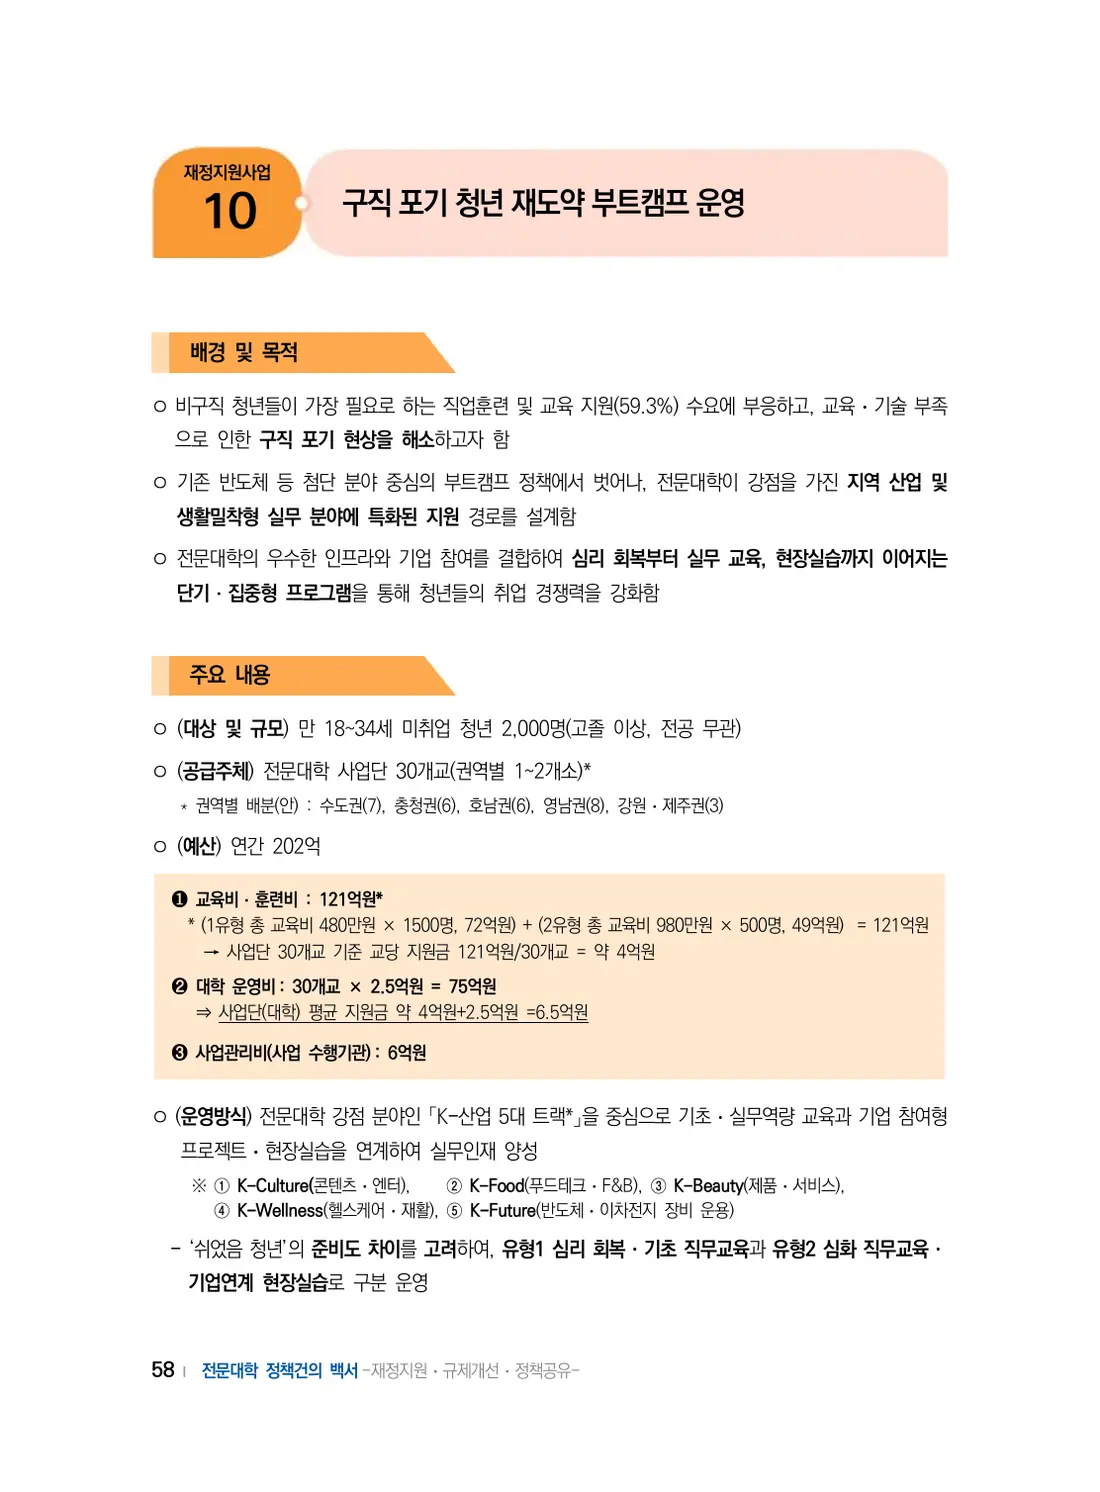 재정지원사업
10
구직 포기 청년 재도약 부트캠프 운영
배경 및 목적
ㅇ 비구직 청년들이 가장 필요로 하는 직업훈련 및 교육 지원(59.3%) 수요에 부응하고, 교육·기술 부족
으로 인한 구직 포기 현상을 해소하고자 함
ㅇ 기존 반도체 등 첨단 분야 중심의 부트캠프 정책에서 벗어나, 전문대학이 강점을 가진 지역 산업 및
생활밀착형 실무 분야에 특화된 지원 경로를 설계함
ㅇ 전문대학의 우수한 인프라와 기업 참여를 결합하여 심리 회복부터 실무 교육, 현장실습까지 이어지는
단기·집중형 프로그램을 통해 청년들의 취업 경쟁력을 강화함
주요 내용
ㅇ (대상 및 규모) 만 18~34세 미취업 청년 2,000명(고졸 이상, 전공 무관)
ㅇ (공급주체) 전문대학 사업단 30개교(권역별 1~2개소)*
* 권역별 배분(안) : 수도권(7), 충청권(6), 호남권(6), 영남권(8), 강원·제주권(3)
ㅇ (예산) 연간 202억
❶ 교육비·훈련비 : 121억원*
* (1유형 총 교육비 480만원 × 1500명, 72억원) + (2유형 총 교육비 980만원 × 500명, 49억원) = 121억원
→ 사업단 30개교 기준 교당 지원금 121억원/30개교 = 약 4억원
❷ 대학 운영비 : 30개교 × 2.5억원 = 75억원
⇒ 사업단(대학) 평균 지원금 약 4억원+2.5억원 =6.5억원
❸ 사업관리비(사업 수행기관) : 6억원
ㅇ (운영방식) 전문대학 강점 분야인 「K-산업 5대 트랙*」을 중심으로 기초·실무역량 교육과 기업 참여형
프로젝트·현장실습을 연계하여 실무인재 양성
※ ① K-Culture(콘텐츠·엔터), ② K-Food(푸드테크·F&B), ③ K-Beauty(제품·서비스),
④ K-Wellness(헬스케어·재활), ⑤ K-Future(반도체·이차전지 장비 운용)
- ‘쉬었음 청년’의 준비도 차이를 고려하여, 유형1 심리 회복·기초 직무교육과 유형2 심화 직무교육·
기업연계 현장실습로 구분 운영
58 | 전문대학 정책건의 백서 -재정지원·규제개선·정책공유-